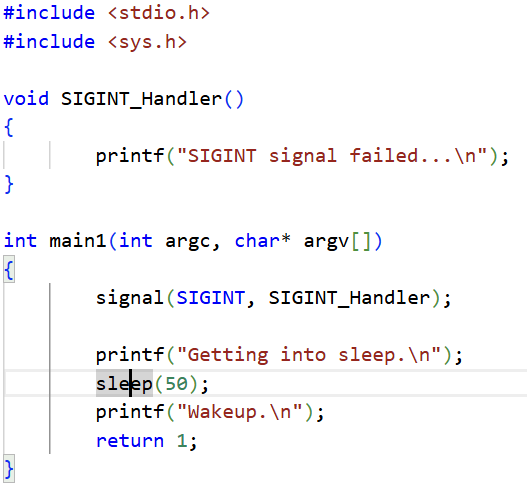 #include <stdio.h>
#include <sys.h>
void SIGINT_Handler()
{
printf("SIGINT signal failed...\n");
}
int main1(int argc, char* argv[])
{
signal(SIGINT, SIGINT_Handler);
printf("Getting into sleep.\n");
sleep(50);
printf("Wakeup.\n");
return 1;
}